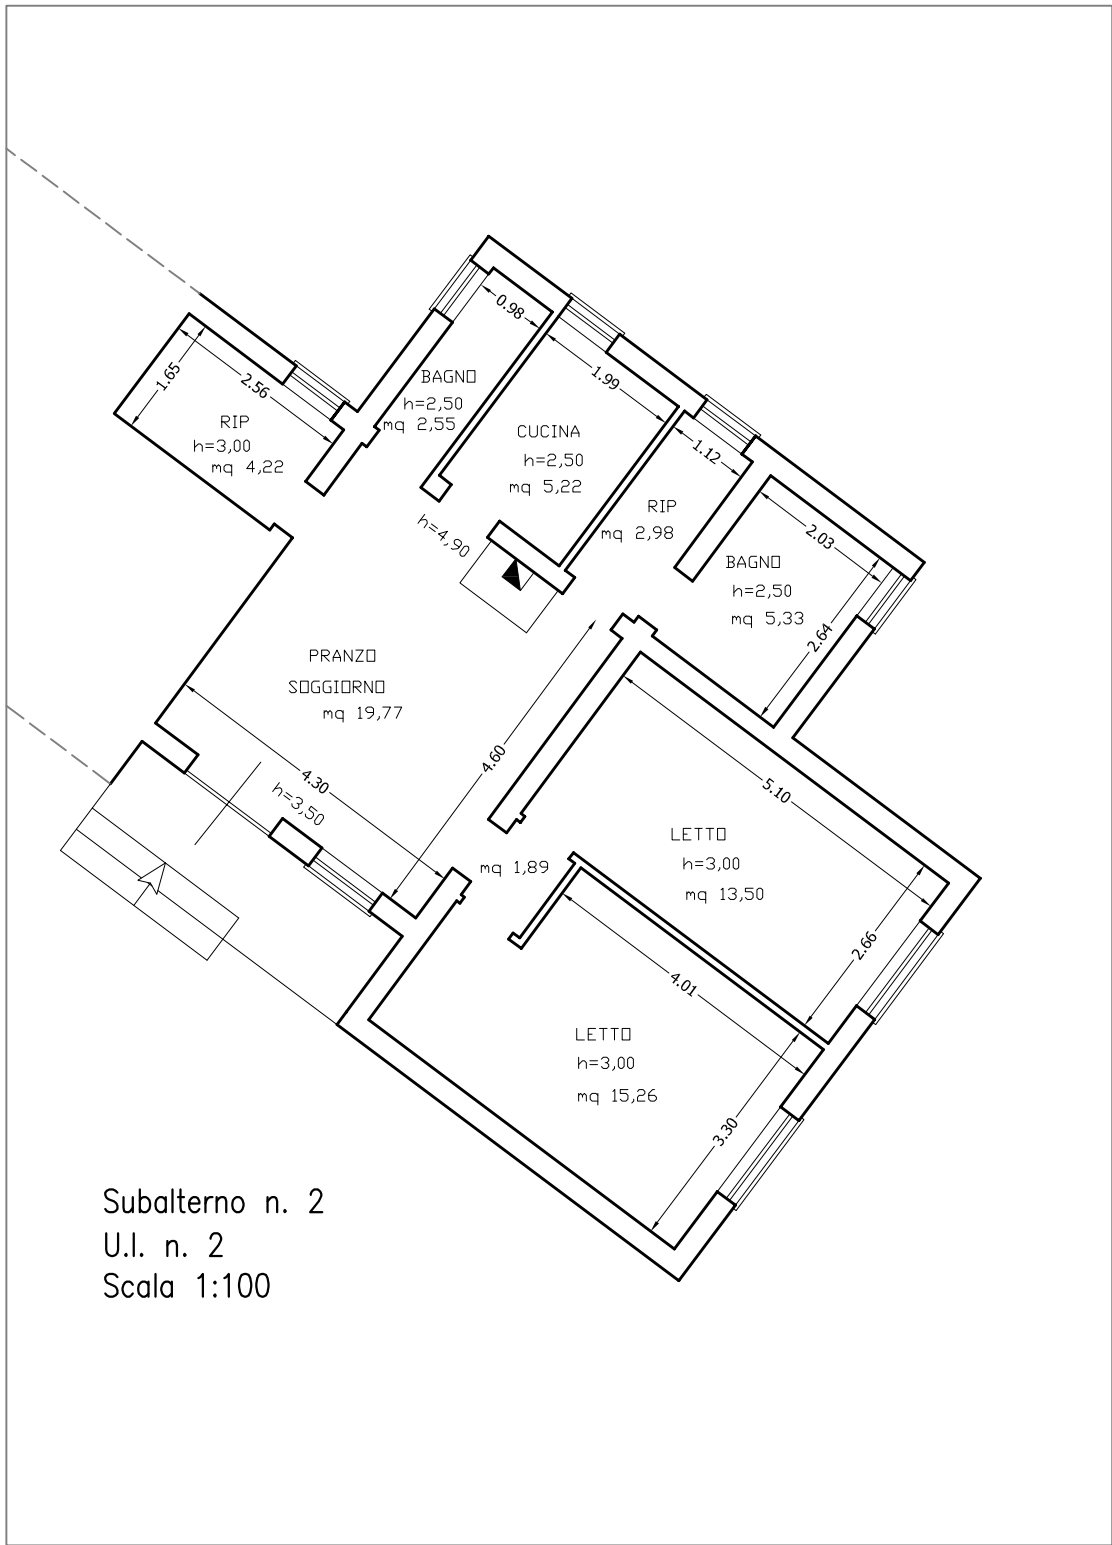 0.98
BAGNO
h=2,50
mq 2,55
1.65
2.56
RIP
h=3,00
mq 4,22
1.99
CUCINA
h=2,50
mq 5,22
h=4,90
1.12
RIP
mq 2,98
2.03
BAGNO
h=2,50
mq 5,33
2.64
PRANZO
SOGGIORNO
mq 19,77
4.30
h=3,50
4.60
mq 1,89
5.10
LETTO
h=3,00
mq 13,50
2.66
4.01
LETTO
h=3,00
mq 15,26
3.30
Subalterno n. 2
U.I. n. 2
Scala 1:100